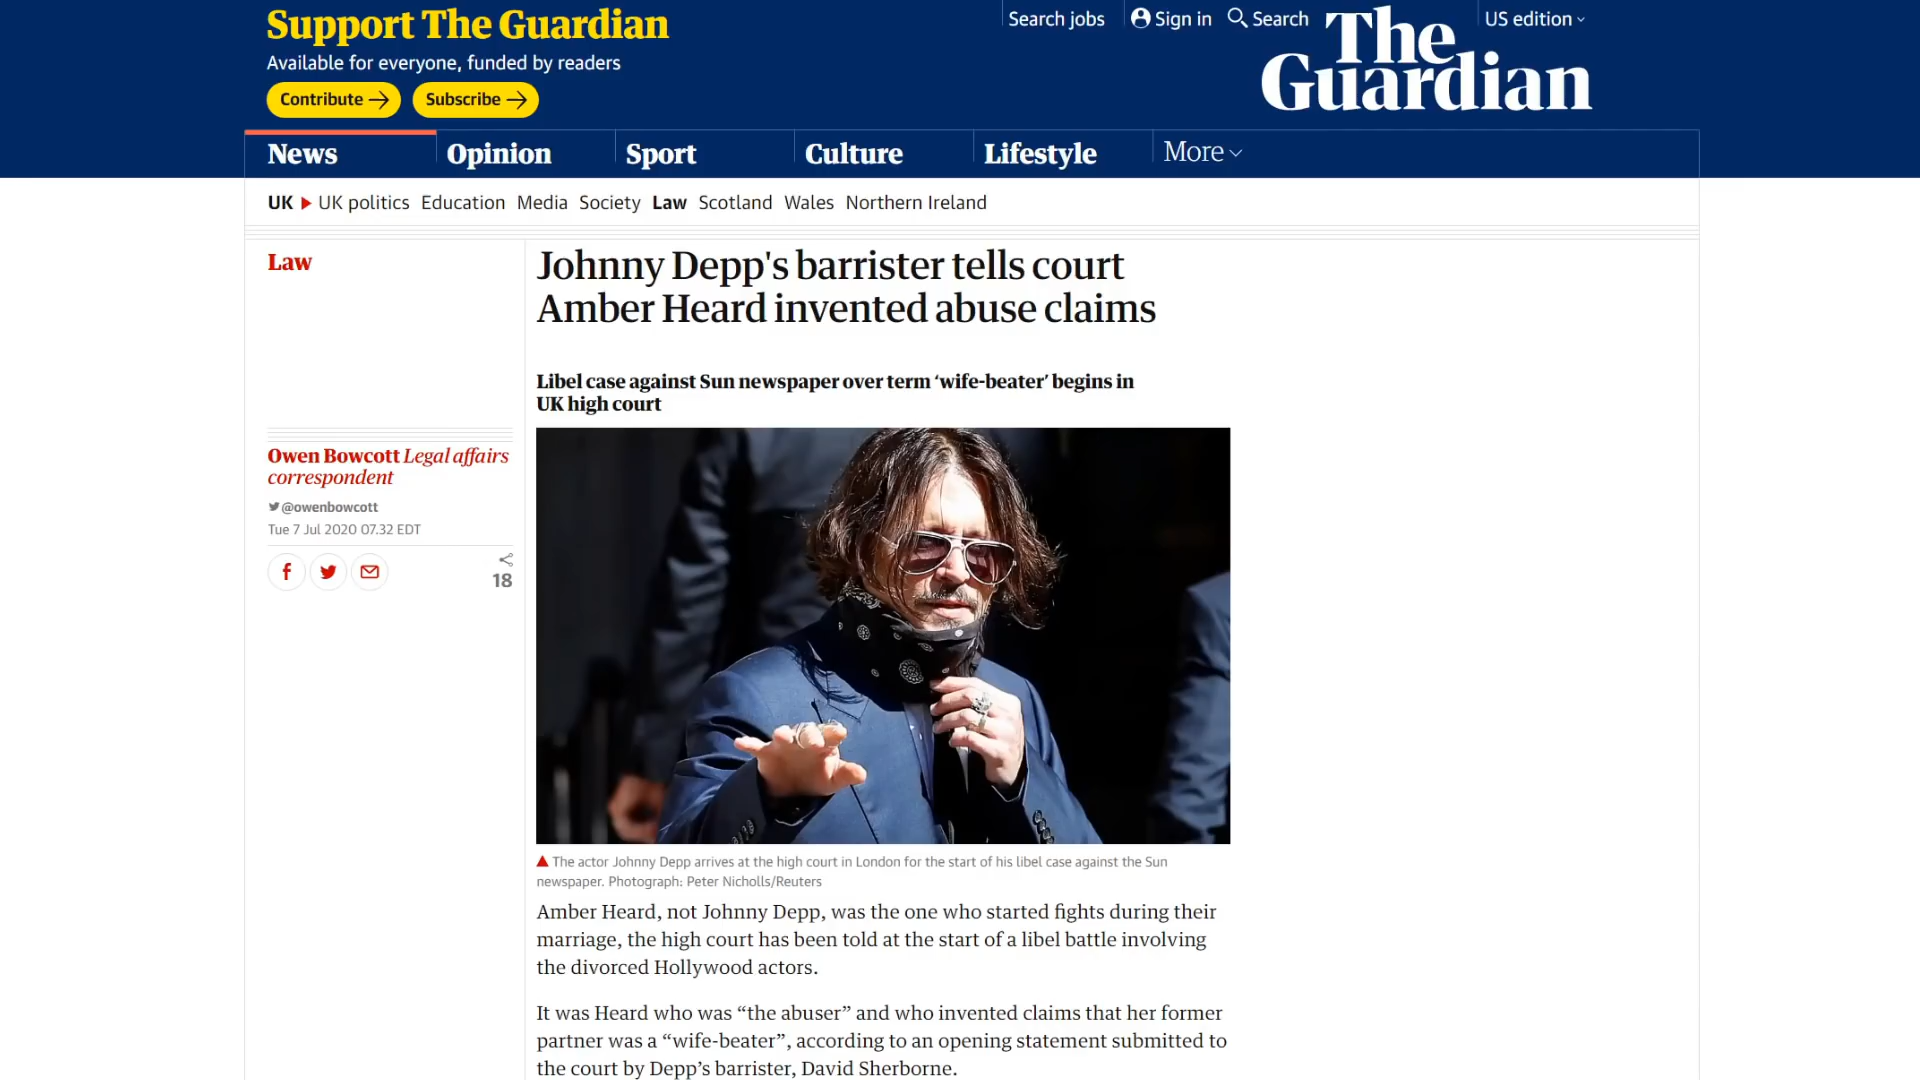 Support The Guardian
Available for everyone, funded by readers
Contribute
Subscribe
Search jobs
Sign in
Search
US edition
The
Guardian
News
Opinion
Sport
Culture
Lifestyle
More
UK
UK politics
Education
Media
Society
Law
Scotland
Wales
Northern Ireland
Law
Johnny Depp's barrister tells court
Amber Heard invented abuse claims
Libel case against Sun newspaper over term ‘wife-beater’ begins in
UK high court
Owen Bowcott Legal affairs
correspondent
@owenbowcott
Tue 7 Jul 2020 07.32 EDT
18
The actor Johnny Depp arrives at the high court in London for the start of his libel case against the Sun
newspaper. Photograph: Peter Nicholls/Reuters
Amber Heard, not Johnny Depp, was the one who started fights during their
marriage, the high court has been told at the start of a libel battle involving
the divorced Hollywood actors.
It was Heard who was “the abuser” and who invented claims that her former
partner was a “wife-beater”, according to an opening statement submitted to
the court by Depp’s barrister, David Sherborne.